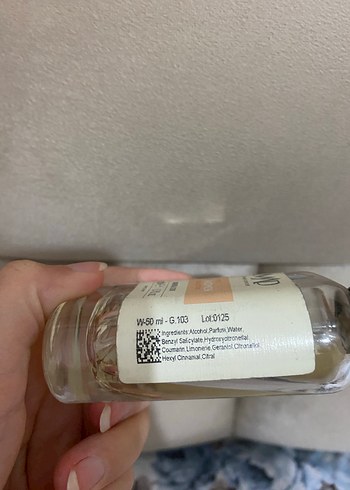 W-50 ml - G.103 Lot:0125
Ingredients:Alcohol,Parfum,Water,
Benzyl Salicylate,Hydroxycitronellal
Coumarin,Limonene,Geraniol,Citronellol
Hexyl Cinnamal,Citral